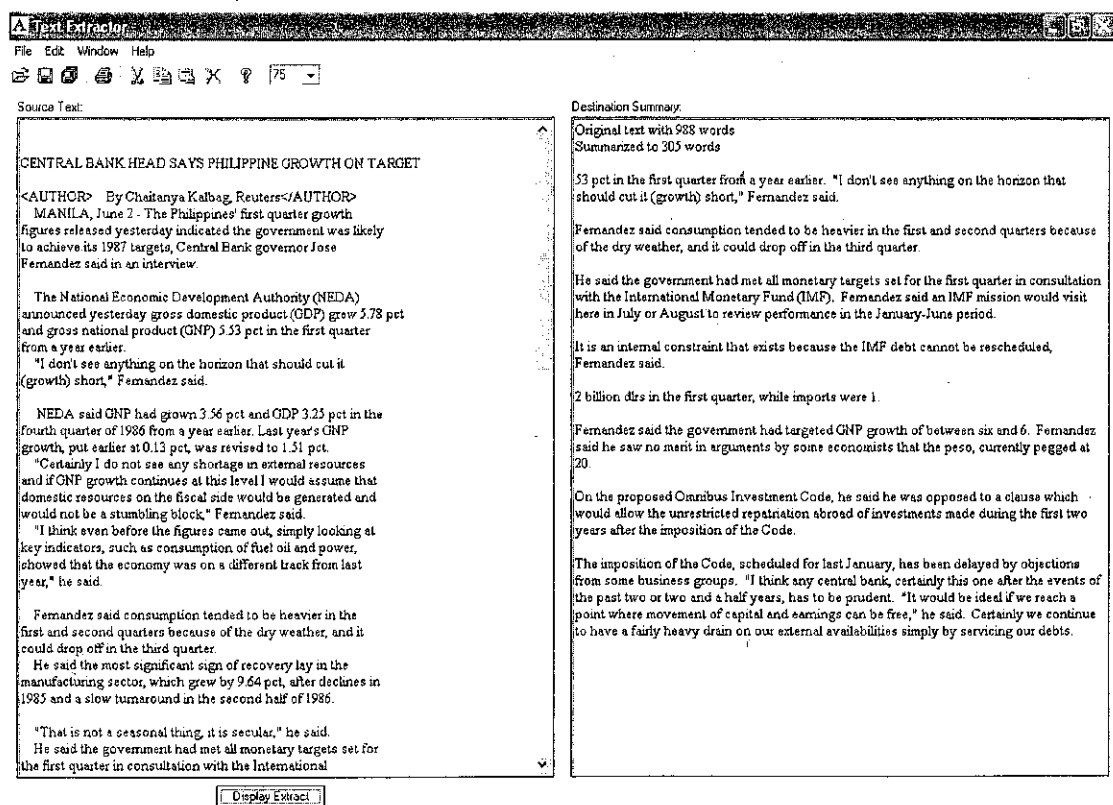 Text Extractor
File Edit Window Help
75
Source Text:
CENTRAL BANK HEAD SAYS PHILIPPINE GROWTH ON TARGET
<AUTHOR> By Chaitanya Kalbag, Reuters</AUTHOR>
MANILA, June 2 - The Philippines' first quarter growth
figures released yesterday indicated the government was likely
to achieve its 1987 targets, Central Bank governor Jose
Fernandez said in an interview.
The National Economic Development Authority (NEDA)
announced yesterday gross domestic product (GDP) grew 5.78 pct
and gross national product (GNP) 5.53 pct in the first quarter
from a year earlier.
"I don't see anything on the horizon that should cut it
(growth) short," Fernandez said.
NEDA said GNP had grown 3.56 pct and GDP 3.25 pct in the
fourth quarter of 1986 from a year earlier. Last year's GNP
growth, put earlier at 0.13 pct, was revised to 1.51 pct.
"Certainly I do not see any shortage in external resources
and if GNP growth continues at this level I would assume that
domestic resources on the fiscal side would be generated and
would not be a stumbling block," Fernandez said.
"I think even before the figures came out, simply looking at
key indicators, such as consumption of fuel oil and power,
showed that the economy was on a different track from last
year," he said.
Fernandez said consumption tended to be heavier in the
first and second quarters because of the dry weather, and it
could drop off in the third quarter.
He said the most significant sign of recovery lay in the
manufacturing sector, which grew by 9.64 pct, after declines in
1985 and a slow turnaround in the second half of 1986.
"That is not a seasonal thing, it is secular," he said.
He said the government had met all monetary targets set for
the first quarter in consultation with the International
Display Extract
Destination Summary:
Original text with 988 words
Summarized to 305 words
53 pct in the first quarter from a year earlier. "I don't see anything on the horizon that
should cut it (growth) short," Fernandez said.
Fernandez said consumption tended to be heavier in the first and second quarters because
of the dry weather, and it could drop off in the third quarter.
He said the government had met all monetary targets set for the first quarter in consultation
with the International Monetary Fund (IMF). Fernandez said an IMF mission would visit
here in July or August to review performance in the January-June period.
It is an internal constraint that exists because the IMF debt cannot be rescheduled,
Fernandez said.
2 billion dlrs in the first quarter, while imports were 1.
Fernandez said the government had targeted GNP growth of between six and 6. Fernandez
said he saw no merit in arguments by some economists that the peso, currently pegged at
20.
On the proposed Omnibus Investment Code, he said he was opposed to a clause which
would allow the unrestricted repatriation abroad of investments made during the first two
years after the imposition of the Code.
The imposition of the Code, scheduled for last January, has been delayed by objections
from some business groups. "I think any central bank, certainly this one after the events of
the past two or two and a half years, has to be prudent. "It would be ideal if we reach a
point where movement of capital and earnings can be free," he said. Certainly we continue
to have a fairly heavy drain on our external availabilities simply by servicing our debts.